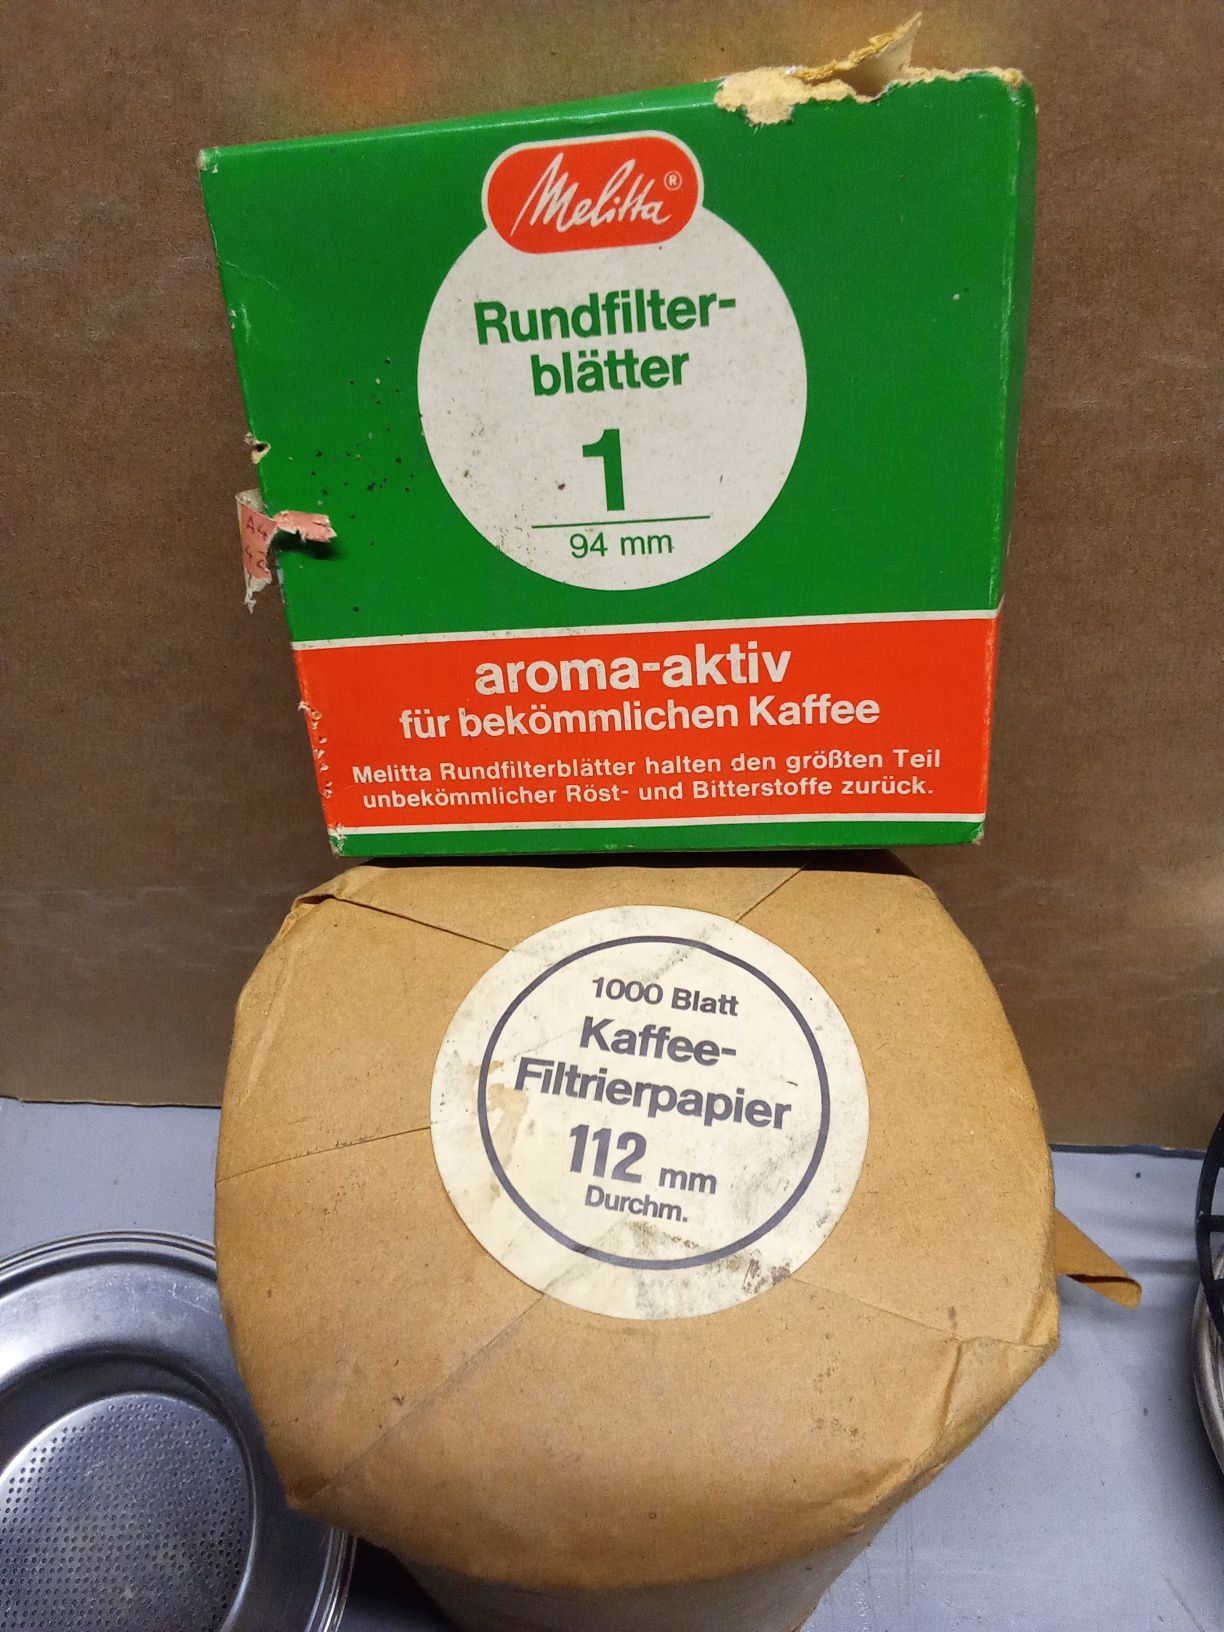 Melitta®
Rundfilter-
blätter
1
94 mm
aroma-aktiv
für bekömmlichen Kaffee
Melitta Rundfilterblätter halten den größten Teil
unbekömmlicher Röst- und Bitterstoffe zurück.
1000 Blatt
Kaffee-
Filtrierpapier
112 mm
Durchm.